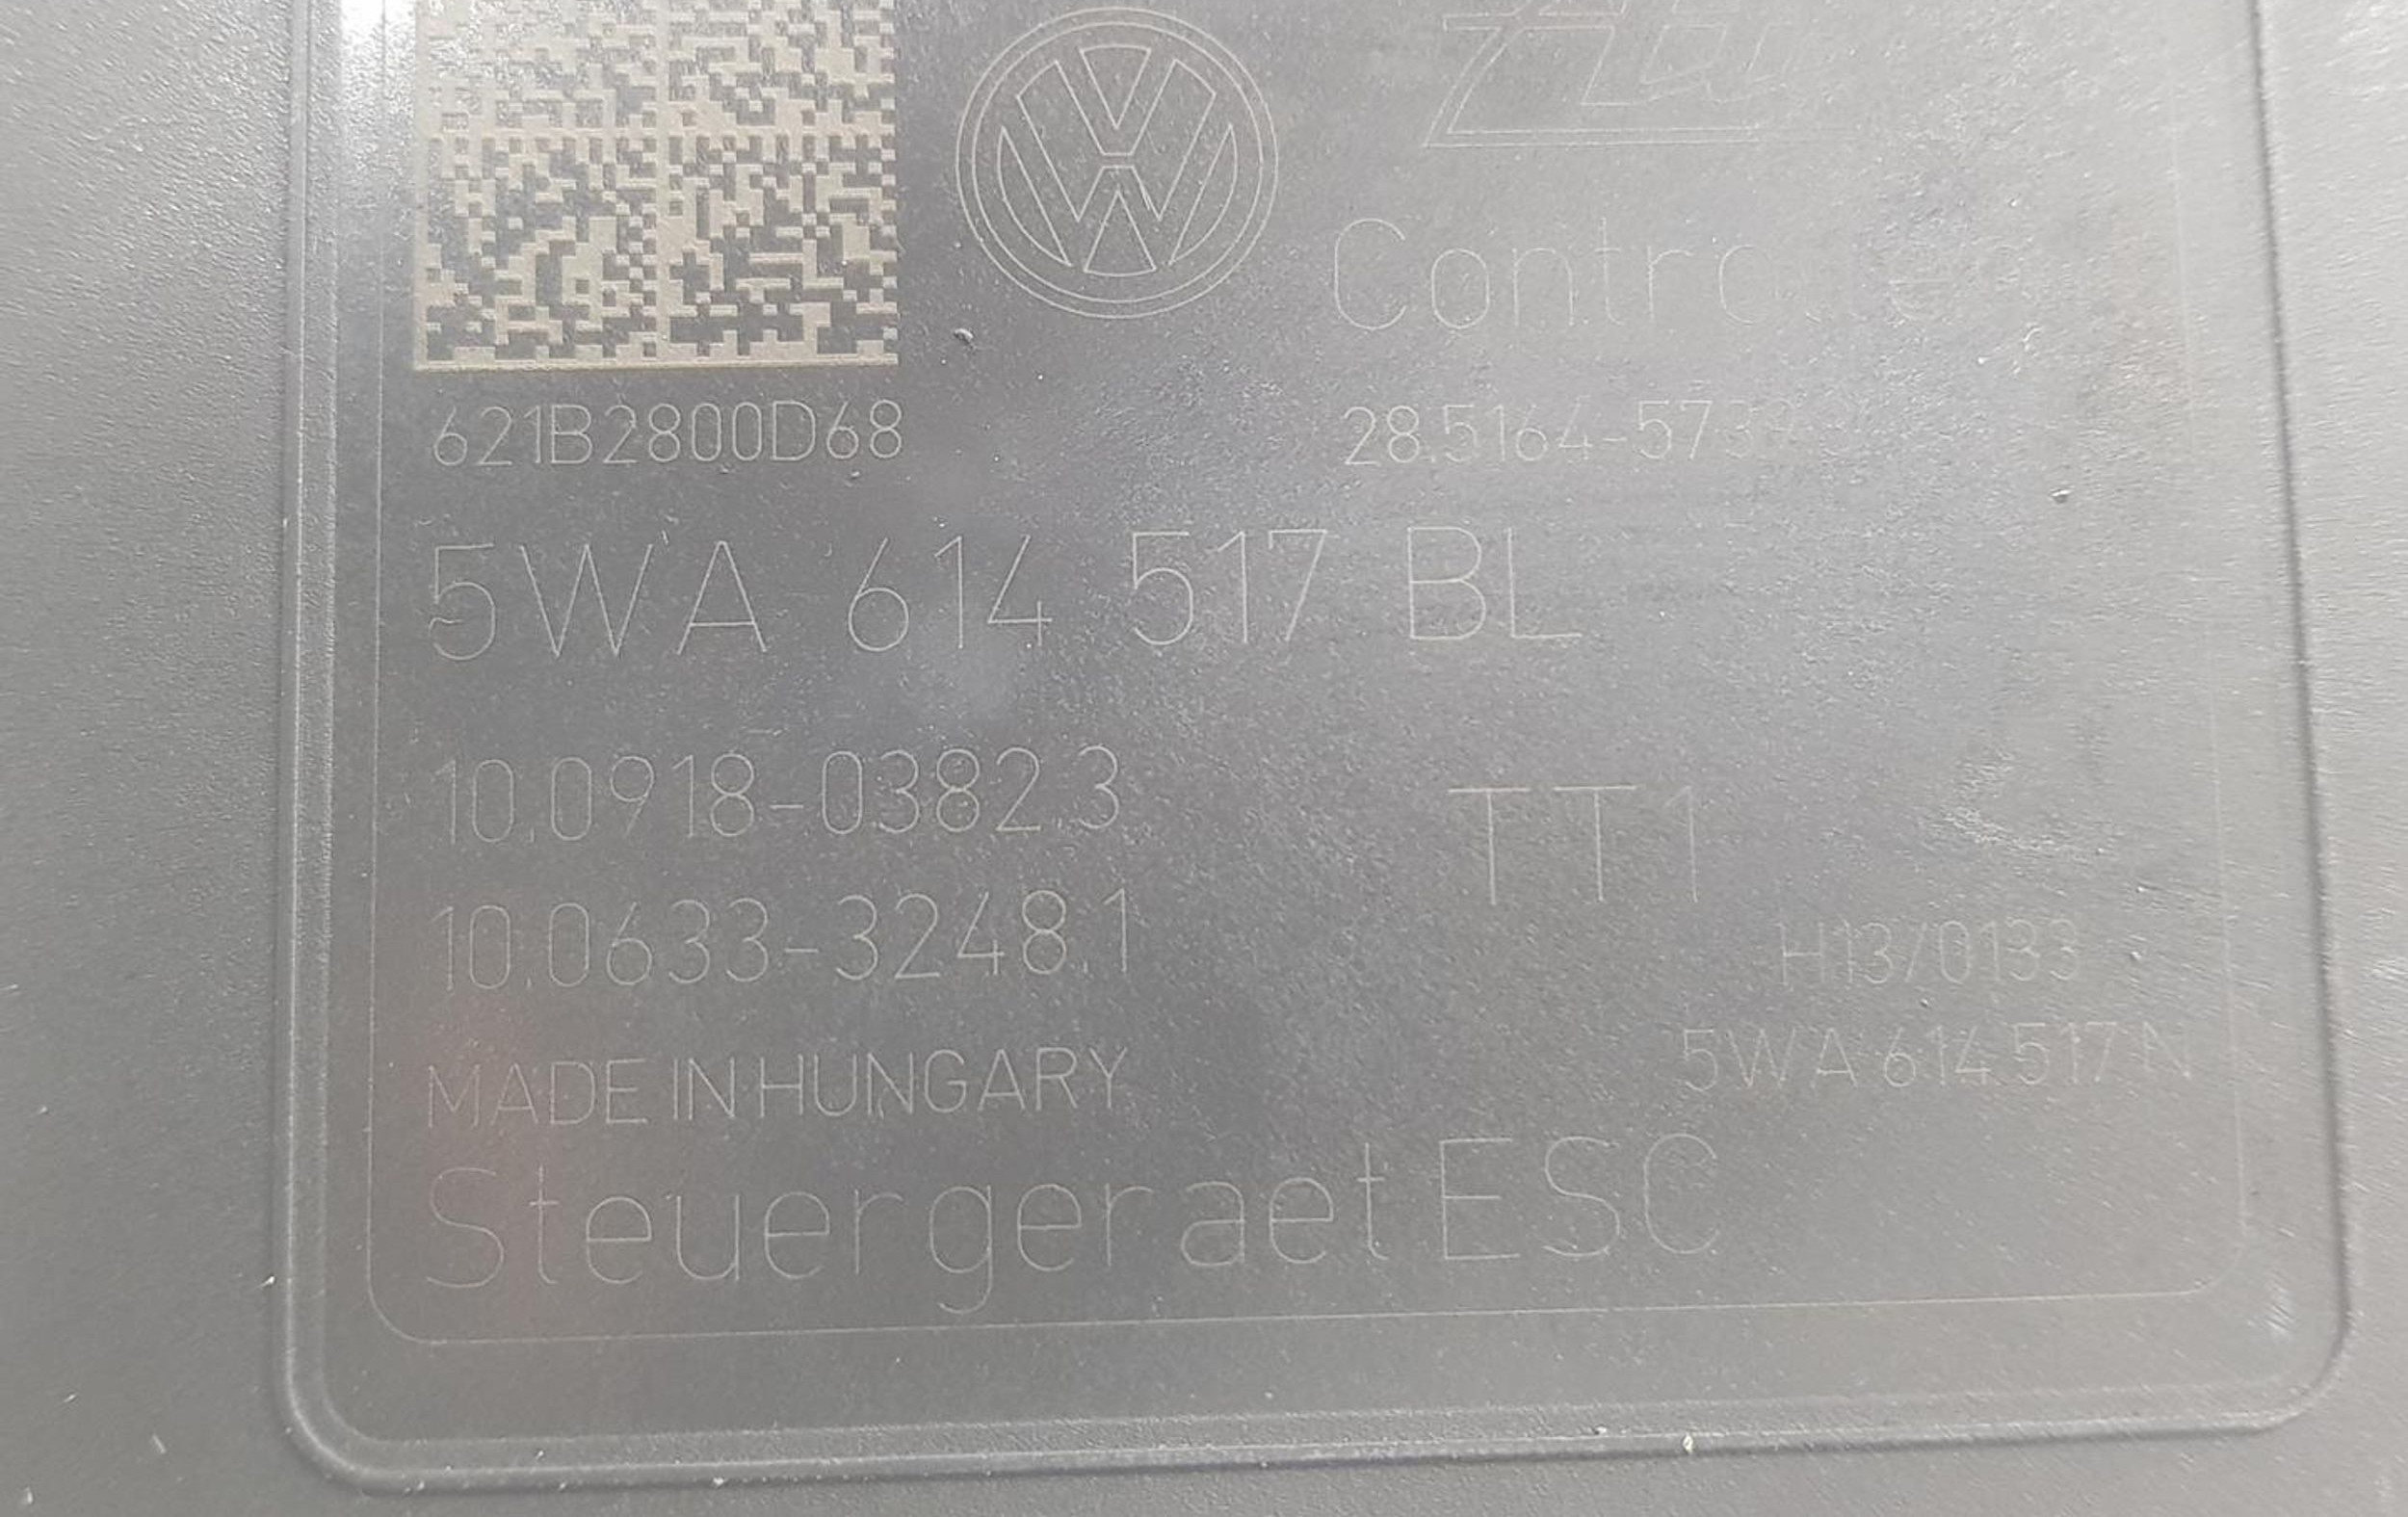 621B2800D68
28.5164-573
5WA 614 517 BL
10.0918-0382.3
TT1
10.0633-3248.1
H13/0133
MADE IN HUNGARY
5WA 614 517 N
Steuergeraet ESC